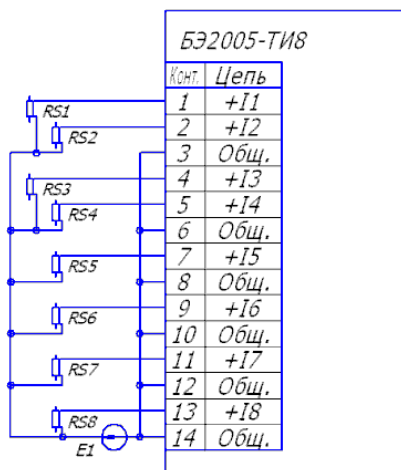 БЭ2005-ТИ8
Конт. Цепь
1 +I1
2 +I2
3 Общ.
4 +I3
5 +I4
6 Общ.
7 +I5
8 Общ.
9 +I6
10 Общ.
11 +I7
12 Общ.
13 +I8
14 Общ.
RS1
RS2
RS3
RS4
RS5
RS6
RS7
RS8
E1